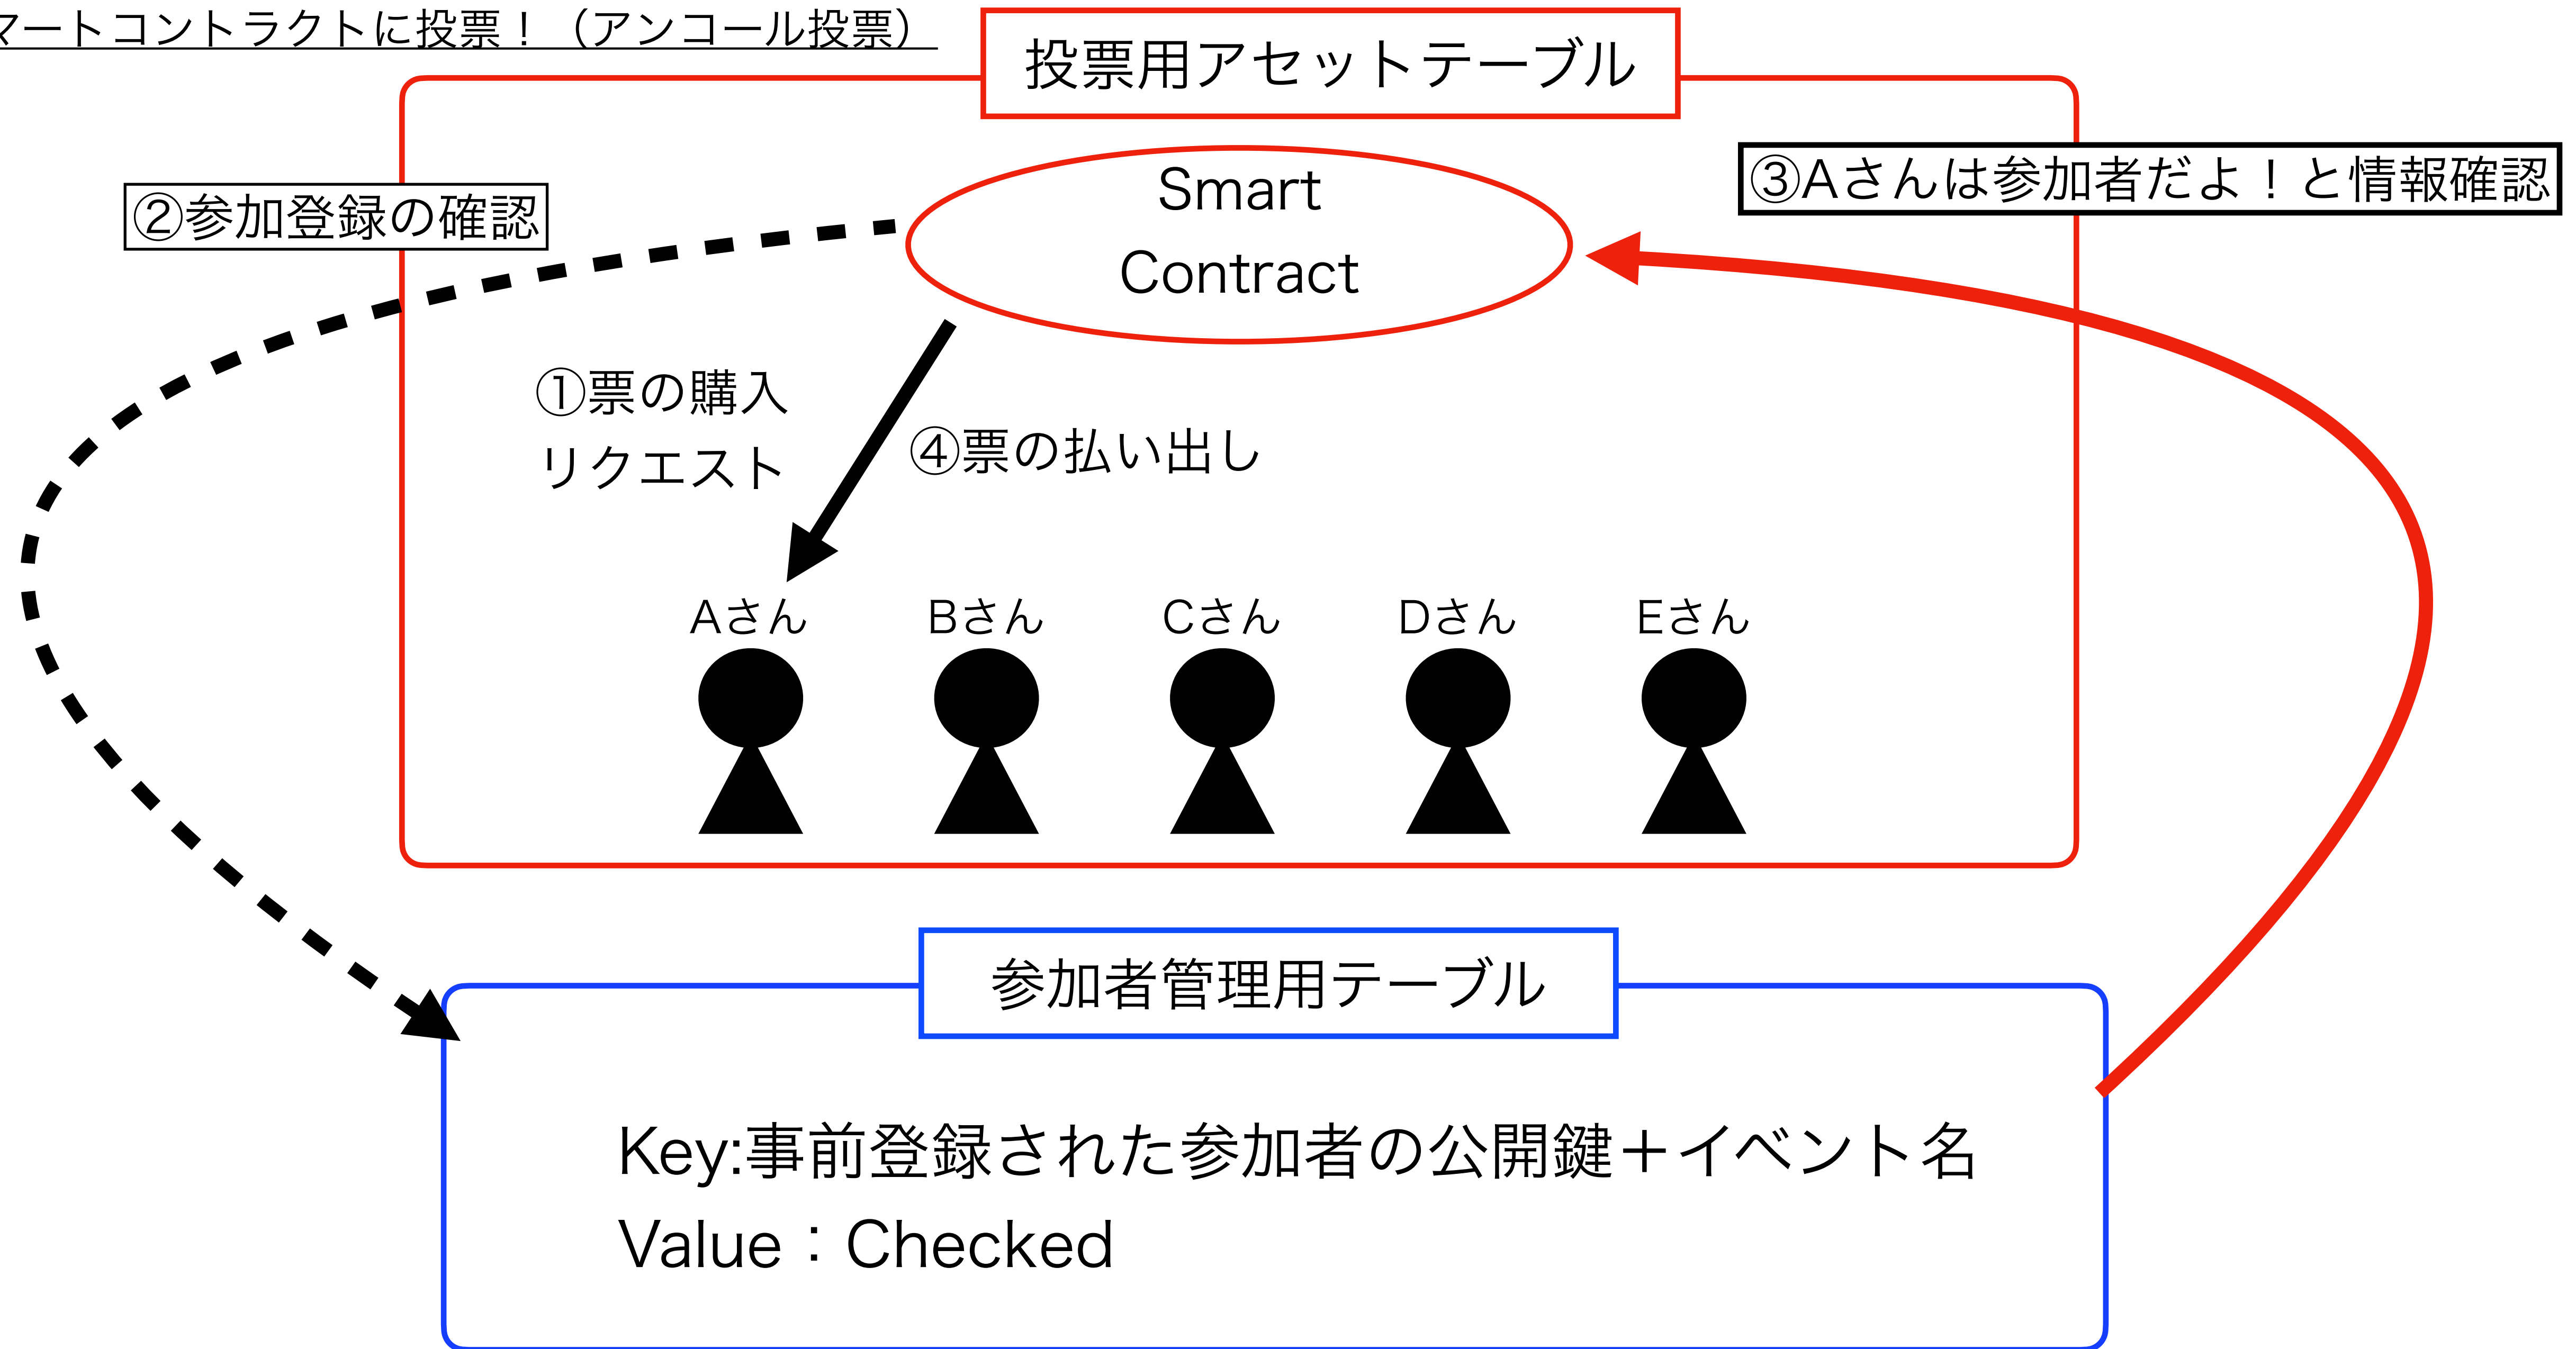 マートコントラクトに投票！（アンコール投票）
投票用アセットテーブル
Smart
Contract
②参加登録の確認
③Aさんは参加者だよ！と情報確認
①票の購入
リクエスト
④票の払い出し
Aさん
Bさん
Cさん
Dさん
Eさん
参加者管理用テーブル
Key:事前登録された参加者の公開鍵＋イベント名
Value：Checked